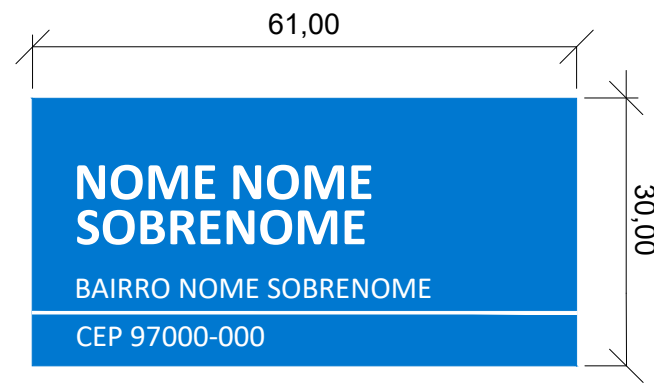 61,00
NOME NOME
SOBRENOME
30,00
BAIRRO NOME SOBRENOME
CEP 97000-000